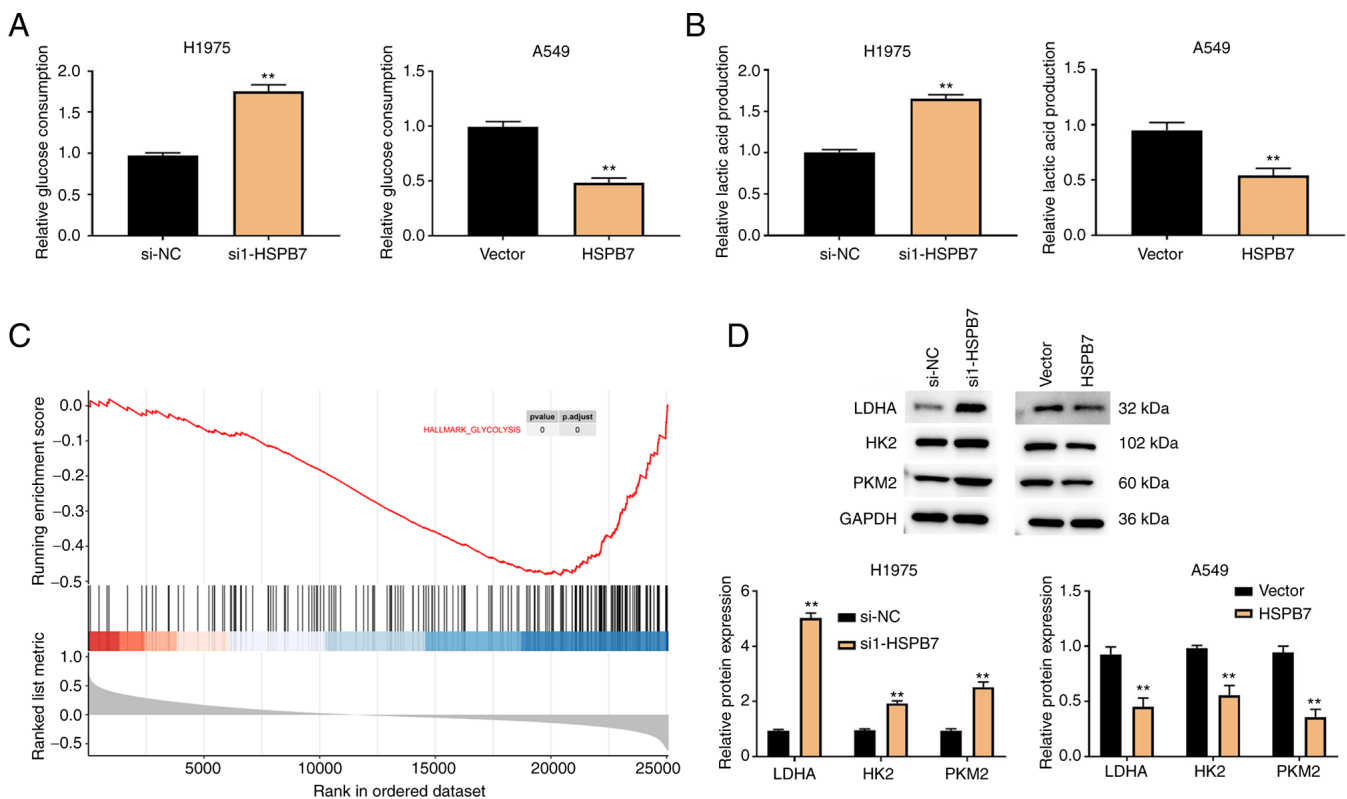 A
H1975
Relative glucose consumption
2.0
1.5
1.0
0.5
0.0
**
si-NC
si1-HSPB7
A549
Relative glucose consumption
1.5
1.0
0.5
0.0
**
Vector
HSPB7
B
H1975
Relative lactic acid production
2.0
1.5
1.0
0.5
0.0
**
si-NC
si1-HSPB7
A549
Relative lactic acid production
1.5
1.0
0.5
0.0
**
Vector
HSPB7
C
Running enrichment score
0.0
−0.1
−0.2
−0.3
−0.4
−0.5
pvalue p.adjust
HALLMARK_GLYCOLYSIS 0 0
Ranked list metric
1.0
0.5
0.0
−0.5
5000 10000 15000 20000 25000
Rank in ordered dataset
D
si-NC si1-HSPB7 Vector HSPB7
LDHA 32 kDa
HK2 102 kDa
PKM2 60 kDa
GAPDH 36 kDa
H1975
Relative protein expression
6
4
2
0
si-NC
si1-HSPB7
**
**
**
LDHA HK2 PKM2
A549
Relative protein expression
1.5
1.0
0.5
0.0
Vector
HSPB7
**
**
**
LDHA HK2 PKM2